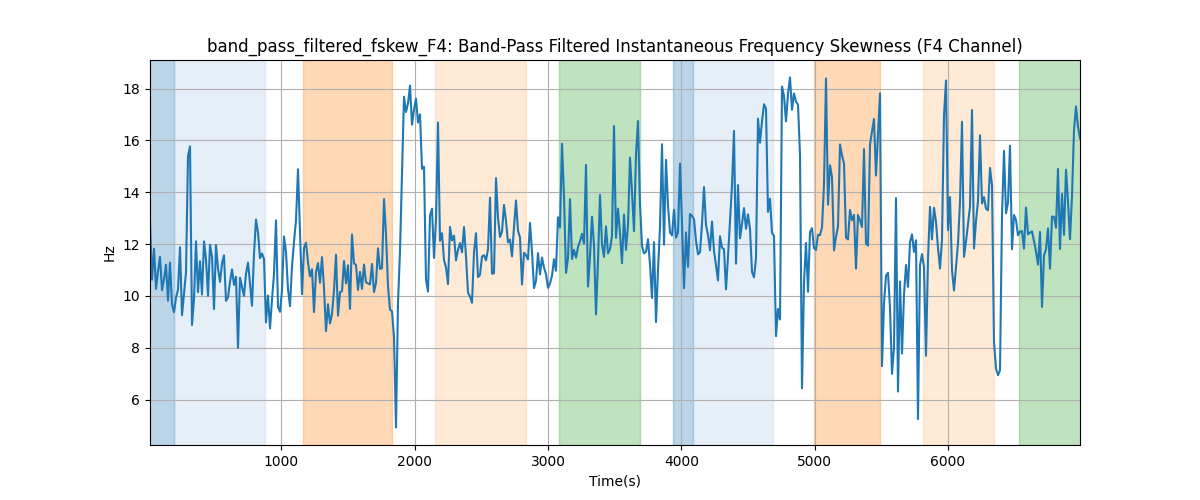 band_pass_filtered_fskew_F4: Band-Pass Filtered Instantaneous Frequency Skewness (F4 Channel)
18
16
14
12
10
8
6
Hz
1000 2000 3000 4000 5000 6000
Time(s)